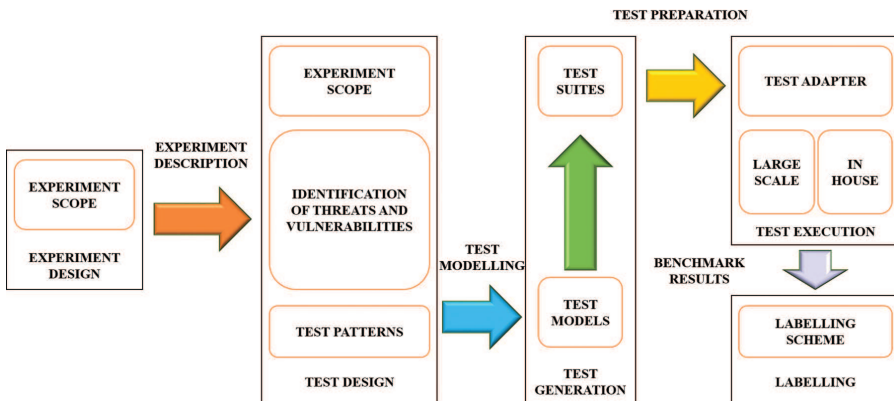 EXPERIMENT
SCOPE
EXPERIMENT
DESIGN
EXPERIMENT
DESCRIPTION
EXPERIMENT
SCOPE
IDENTIFICATION
OF THREATS AND
VULNERABILITIES
TEST PATTERNS
TEST DESIGN
TEST
MODELLING
TEST
SUITES
TEST
MODELS
TEST
GENERATION
TEST PREPARATION
TEST ADAPTER
LARGE
SCALE
IN
HOUSE
TEST EXECUTION
BENCHMARK
RESULTS
LABELLING
SCHEME
LABELLING